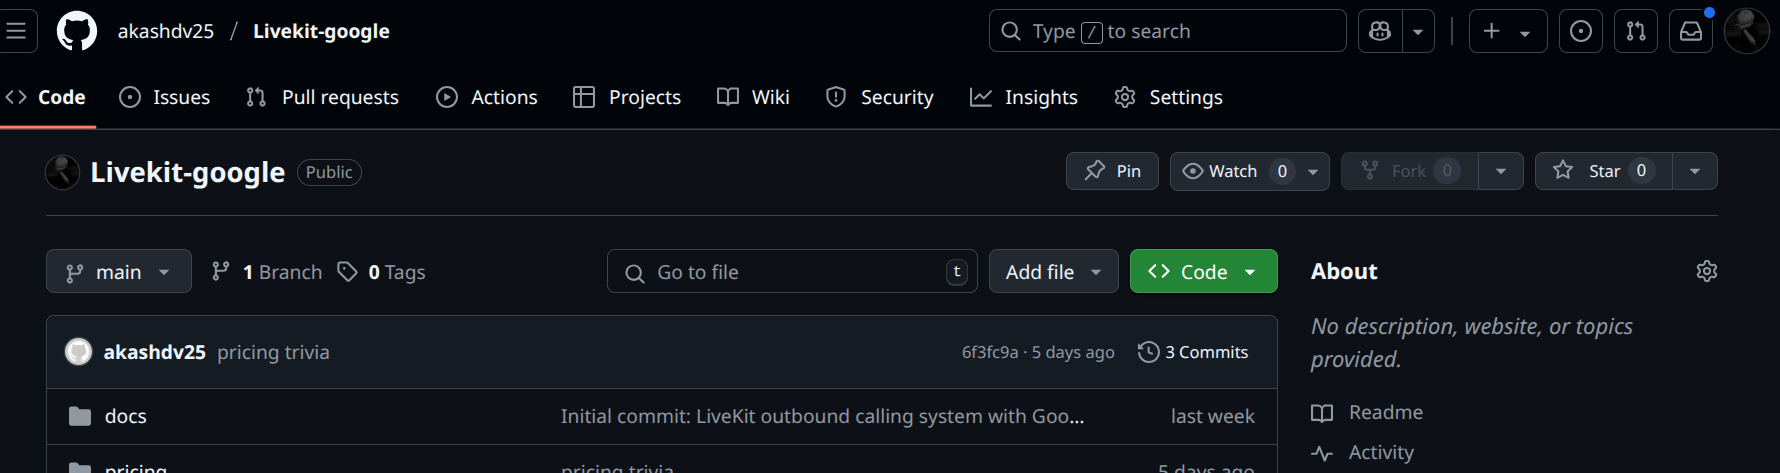 akashdv25 / Livekit-google
Type / to search
Code Issues Pull requests Actions Projects Wiki Security Insights Settings
Livekit-google Public
Pin Watch 0 Fork 0 Star 0
main 1 Branch 0 Tags Go to file t Add file Code
About
No description, website, or topics
provided.
akashdv25 pricing trivia 6f3fc9a · 5 days ago 3 Commits
docs Initial commit: LiveKit outbound calling system with Goo... last week
Readme
Activity
pricing pricing trivia 5 days ago